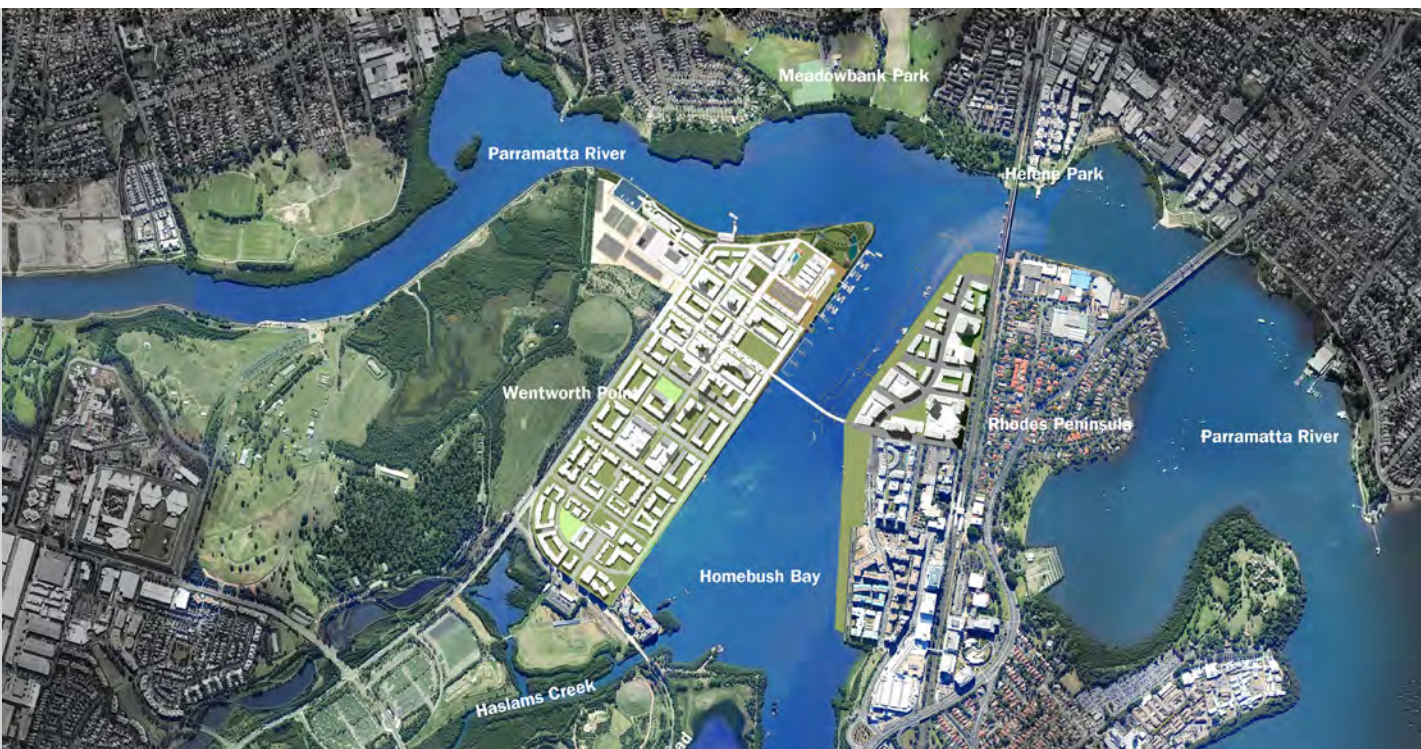 Meadowbank Park
Parramatta River
Helene Park
Wentworth Point
Rhodes Peninsula
Parramatta River
Homebush Bay
Haslams Creek